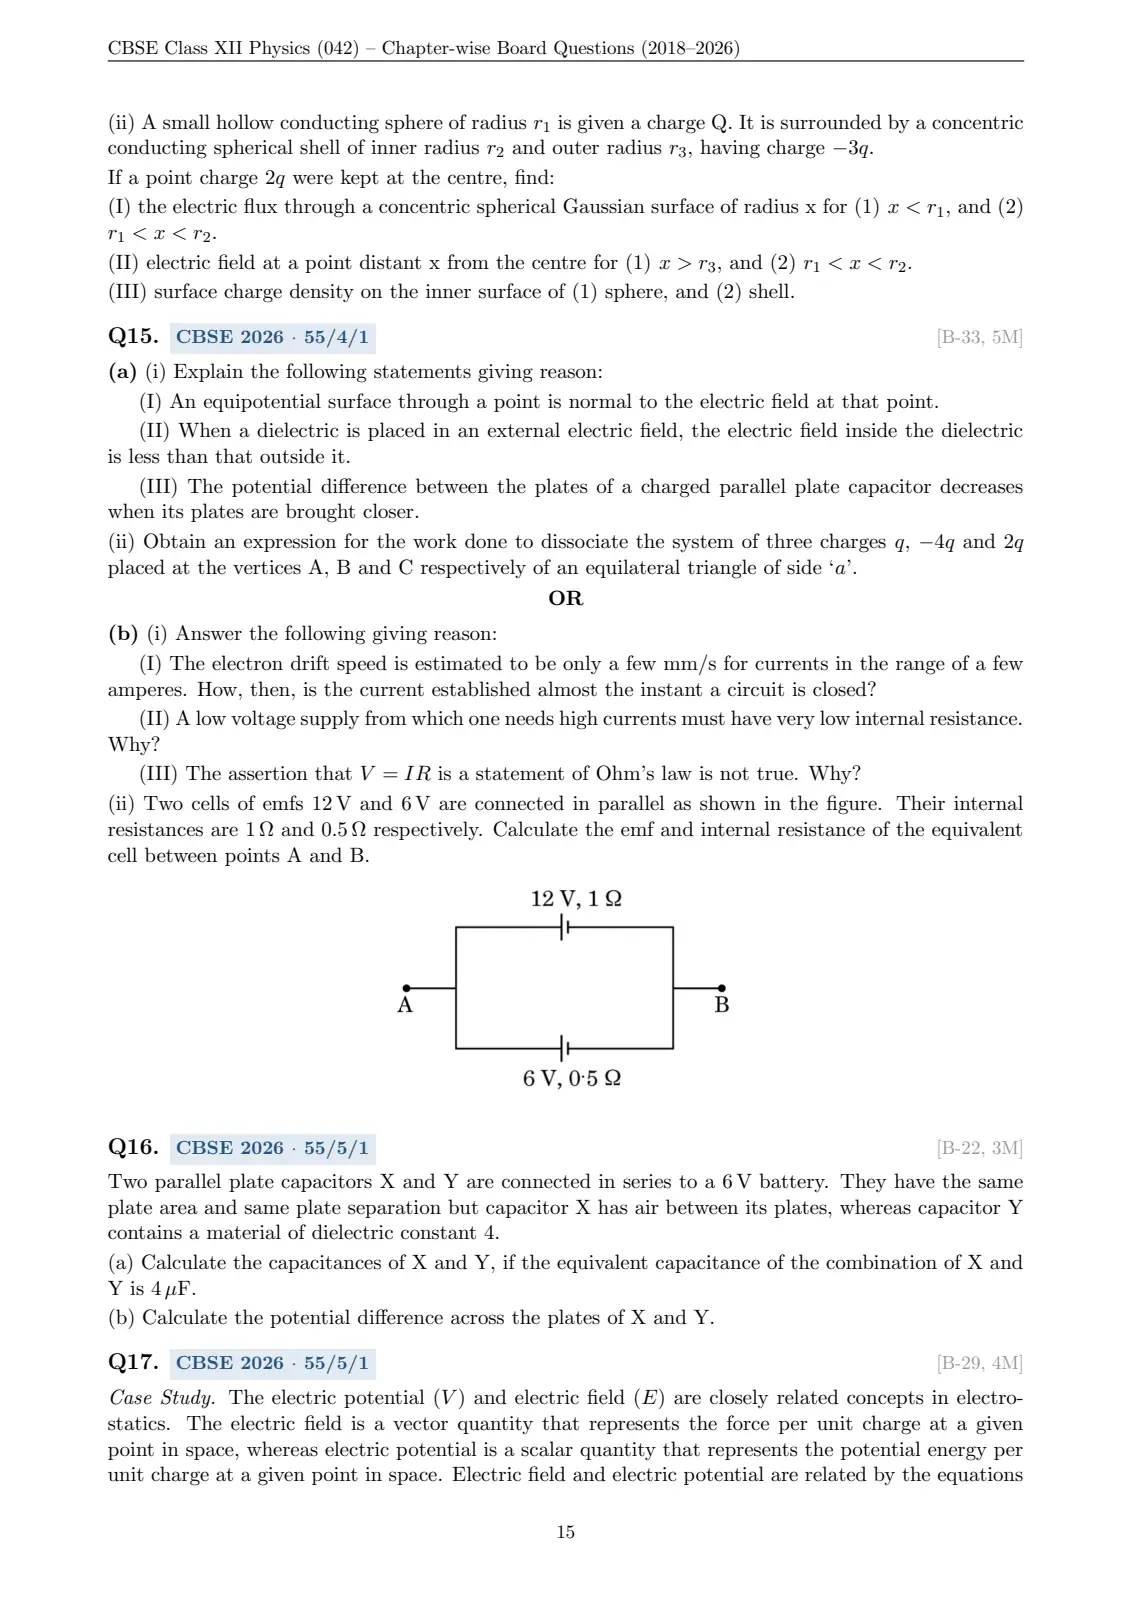 CBSE Class XII Physics (042) – Chapter-wise Board Questions (2018–2026)
(ii) A small hollow conducting sphere of radius r₁ is given a charge Q. It is surrounded by a concentric
conducting spherical shell of inner radius r₂ and outer radius r₃, having charge −3q.
If a point charge 2q were kept at the centre, find:
(I) the electric flux through a concentric spherical Gaussian surface of radius x for (1) x < r₁, and (2)
r₁ < x < r₂.
(II) electric field at a point distant x from the centre for (1) x > r₃, and (2) r₁ < x < r₂.
(III) surface charge density on the inner surface of (1) sphere, and (2) shell.
Q15. CBSE 2026 · 55/4/1 [B-33, 5M]
(a) (i) Explain the following statements giving reason:
(I) An equipotential surface through a point is normal to the electric field at that point.
(II) When a dielectric is placed in an external electric field, the electric field inside the dielectric
is less than that outside it.
(III) The potential difference between the plates of a charged parallel plate capacitor decreases
when its plates are brought closer.
(ii) Obtain an expression for the work done to dissociate the system of three charges q, −4q and 2q
placed at the vertices A, B and C respectively of an equilateral triangle of side ‘a’.
OR
(b) (i) Answer the following giving reason:
(I) The electron drift speed is estimated to be only a few mm/s for currents in the range of a few
amperes. How, then, is the current established almost the instant a circuit is closed?
(II) A low voltage supply from which one needs high currents must have very low internal resistance.
Why?
(III) The assertion that V = IR is a statement of Ohm’s law is not true. Why?
(ii) Two cells of emfs 12 V and 6 V are connected in parallel as shown in the figure. Their internal
resistances are 1 Ω and 0.5 Ω respectively. Calculate the emf and internal resistance of the equivalent
cell between points A and B.
12 V, 1 Ω
A B
6 V, 0·5 Ω
Q16. CBSE 2026 · 55/5/1 [B-22, 3M]
Two parallel plate capacitors X and Y are connected in series to a 6 V battery. They have the same
plate area and same plate separation but capacitor X has air between its plates, whereas capacitor Y
contains a material of dielectric constant 4.
(a) Calculate the capacitances of X and Y, if the equivalent capacitance of the combination of X and
Y is 4 μF.
(b) Calculate the potential difference across the plates of X and Y.
Q17. CBSE 2026 · 55/5/1 [B-29, 4M]
Case Study. The electric potential (V) and electric field (E) are closely related concepts in electro-
statics. The electric field is a vector quantity that represents the force per unit charge at a given
point in space, whereas electric potential is a scalar quantity that represents the potential energy per
unit charge at a given point in space. Electric field and electric potential are related by the equations
15